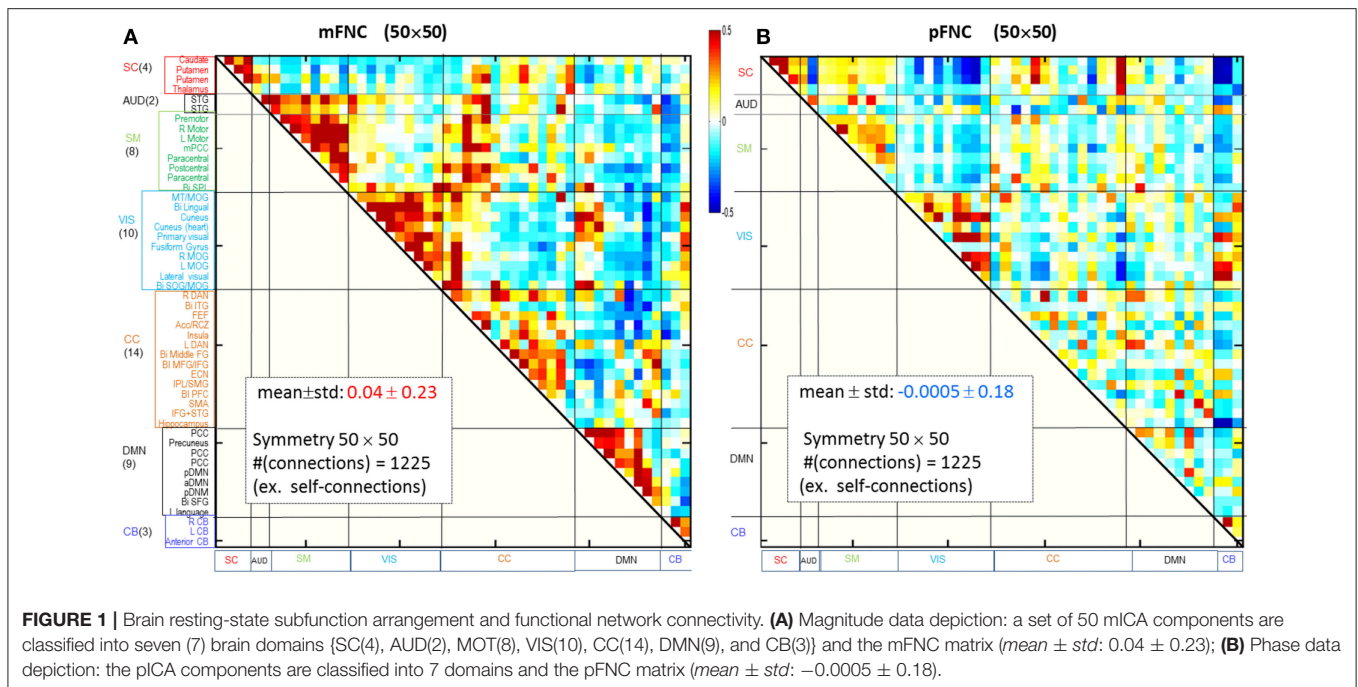 A
mFNC (50×50)
SC(4)
Caudate
Putamen
Putamen
Thalamus
AUD(2)
STG
STG
SM
(8)
Premotor
R Motor
L Motor
mPCC
Paracentral
Postcentral
Paracentral
Bi SPL
VIS
(10)
MT/MOG
Bi Lingual
Cuneus
Cuneus (heart)
Primary visual
Fusiform Gyrus
R MOG
L MOG
Lateral visual
Bi SOG/MOG
CC
(14)
R DAN
Bi ITG
FEF
Acc/RCZ
Insula
L DAN
Bi Middle FG
BI MFG/IFG
ECN
IPL/SMG
BI PFC
SMA
IFG+STG
Hippocampus
DMN
(9)
PCC
Precuneus
PCC
PCC
pDMN
aDMN
pDNM
Bi SFG
L language
CB(3)
R CB
L CB
Anterior CB
mean±std: 0.04 ± 0.23
Symmetry 50 × 50
#(connections) = 1225
(ex. self-connections)
SC AUD SM VIS CC DMN CB
0.5
0
-0.5
B
pFNC (50×50)
SC
AUD
SM
VIS
CC
DMN
CB
mean ± std: -0.0005 ± 0.18
Symmetry 50 × 50
#(connections) = 1225
(ex. self-connections)
SC AUD SM VIS CC DMN CB
FIGURE 1 | Brain resting-state subfunction arrangement and functional network connectivity. (A) Magnitude data depiction: a set of 50 mICA components are
classified into seven (7) brain domains {SC(4), AUD(2), MOT(8), VIS(10), CC(14), DMN(9), and CB(3)} and the mFNC matrix (mean ± std: 0.04 ± 0.23); (B) Phase data
depiction: the pICA components are classified into 7 domains and the pFNC matrix (mean ± std: −0.0005 ± 0.18).